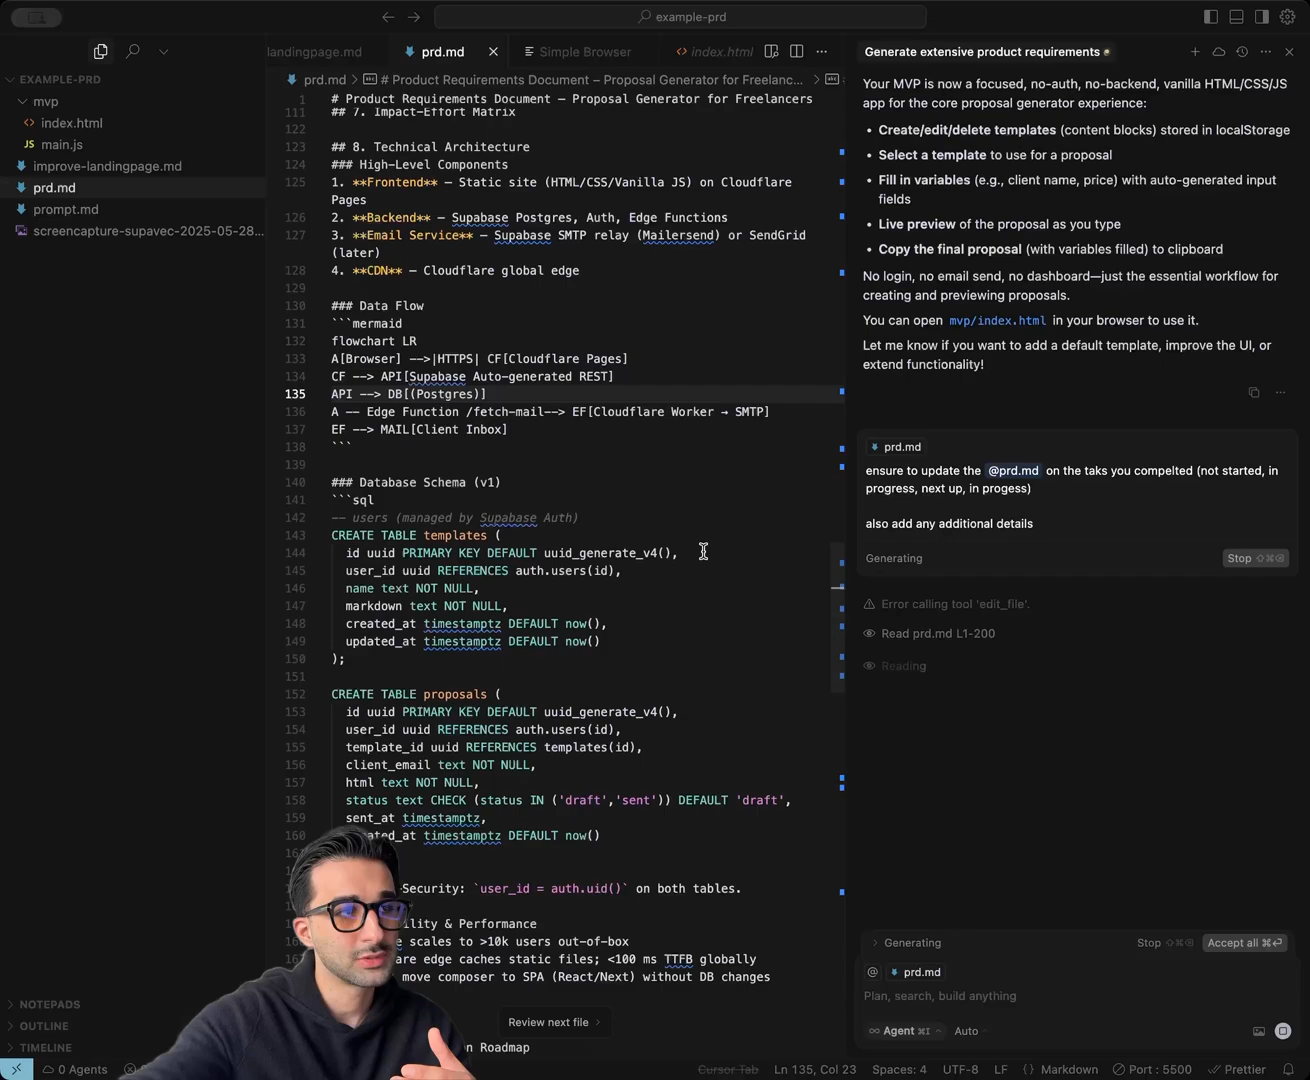 example-prd
landingpage.md
prd.md
Simple Browser
index.html
Generate extensive product requirements
EXAMPLE-PRD
mvp
index.html
main.js
improve-landingpage.md
prd.md
prompt.md
screencapture-supavec-2025-05-28...
NOTEPADS
OUTLINE
TIMELINE
prd.md > # Product Requirements Document – Proposal Generator for Freelanc... >
1 # Product Requirements Document – Proposal Generator for Freelancers
111 ## 7. Impact-Effort Matrix
122
123 ## 8. Technical Architecture
124 ### High-Level Components
125 1. **Frontend** – Static site (HTML/CSS/Vanilla JS) on Cloudflare
Pages
126 2. **Backend** – Supabase Postgres, Auth, Edge Functions
127 3. **Email Service** – Supabase SMTP relay (Mailersend) or SendGrid
(later)
128 4. **CDN** – Cloudflare global edge
129
130 ### Data Flow
131 ```mermaid
132 flowchart LR
133 A[Browser] -->|HTTPS| CF[Cloudflare Pages]
134 CF --> API[Supabase Auto-generated REST]
135 API --> DB[(Postgres)]
136 A -- Edge Function /fetch-mail--> EF[Cloudflare Worker → SMTP]
137 EF --> MAIL[Client Inbox]
138 ```
139
140 ### Database Schema (v1)
141 ```sql
142 -- users (managed by Supabase Auth)
143 CREATE TABLE templates (
144 id uuid PRIMARY KEY DEFAULT uuid_generate_v4(),
145 user_id uuid REFERENCES auth.users(id),
146 name text NOT NULL,
147 markdown text NOT NULL,
148 created_at timestamptz DEFAULT now(),
149 updated_at timestamptz DEFAULT now()
150 );
151
152 CREATE TABLE proposals (
153 id uuid PRIMARY KEY DEFAULT uuid_generate_v4(),
154 user_id uuid REFERENCES auth.users(id),
155 template_id uuid REFERENCES templates(id),
156 client_email text NOT NULL,
157 html text NOT NULL,
158 status text CHECK (status IN ('draft','sent')) DEFAULT 'draft',
159 sent_at timestamptz,
160 DEFAULT now()
Security: `user_id = auth.uid()` on both tables.
& Performance
scales to >10k users out-of-box
edge caches static files; <100 ms TTFB globally
move composer to SPA (React/Next) without DB changes
Review next file >
Roadmap
Your MVP is now a focused, no-auth, no-backend, vanilla HTML/CSS/JS
app for the core proposal generator experience:
• Create/edit/delete templates (content blocks) stored in localStorage
• Select a template to use for a proposal
• Fill in variables (e.g., client name, price) with auto-generated input
fields
• Live preview of the proposal as you type
• Copy the final proposal (with variables filled) to clipboard
No login, no email send, no dashboard—just the essential workflow for
creating and previewing proposals.
You can open mvp/index.html in your browser to use it.
Let me know if you want to add a default template, improve the UI, or
extend functionality!
prd.md
ensure to update the @prd.md on the taks you compelted (not started, in
progress, next up, in progess)
also add any additional details
Generating
Stop ⇧⌘⌫
Error calling tool 'edit_file'.
Read prd.md L1-200
Reading
Generating
Stop ⇧⌘⌫
Accept all ⌘⏎
@ prd.md
Plan, search, build anything
∞ Agent ⌘I
Auto
0 Agents
Cursor Tab
Ln 135, Col 23
Spaces: 4
UTF-8
LF
{} Markdown
Port : 5500
Prettier